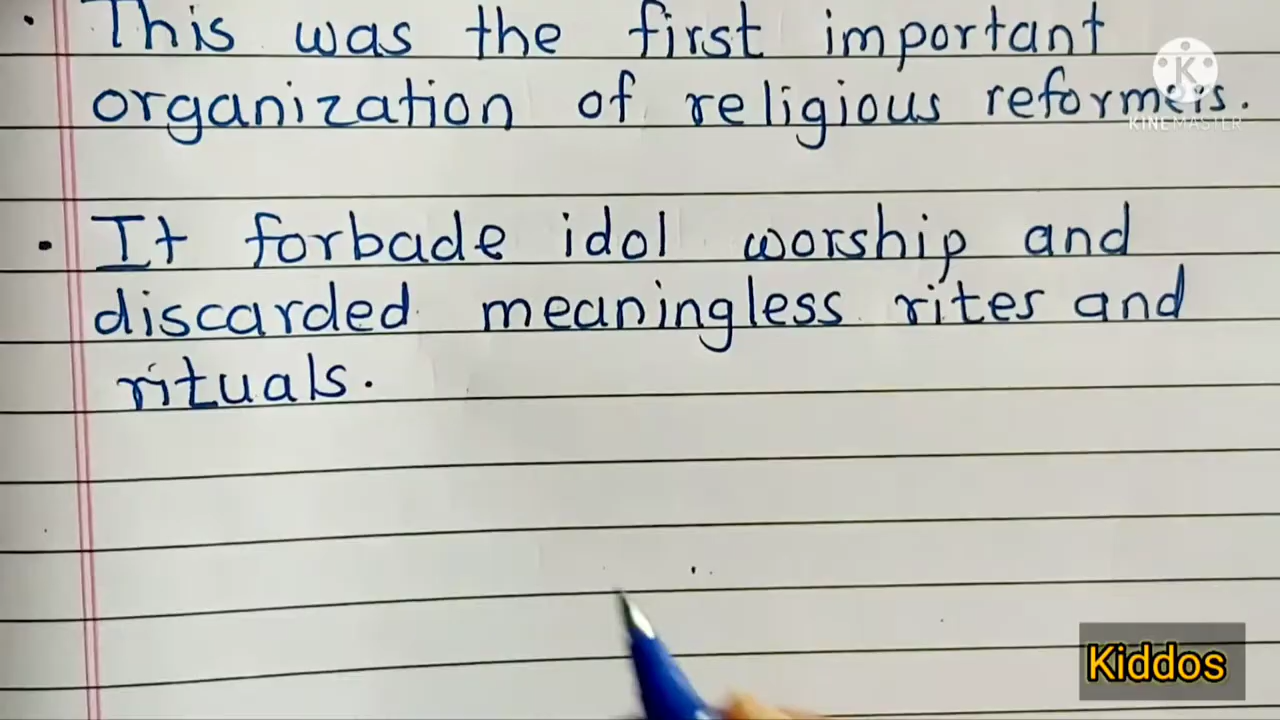 · This was the first important
organization of religious reformers.
· It forbade idol worship and
discarded meaningless rites and
rituals.
K
KINEMASTER
Kiddos